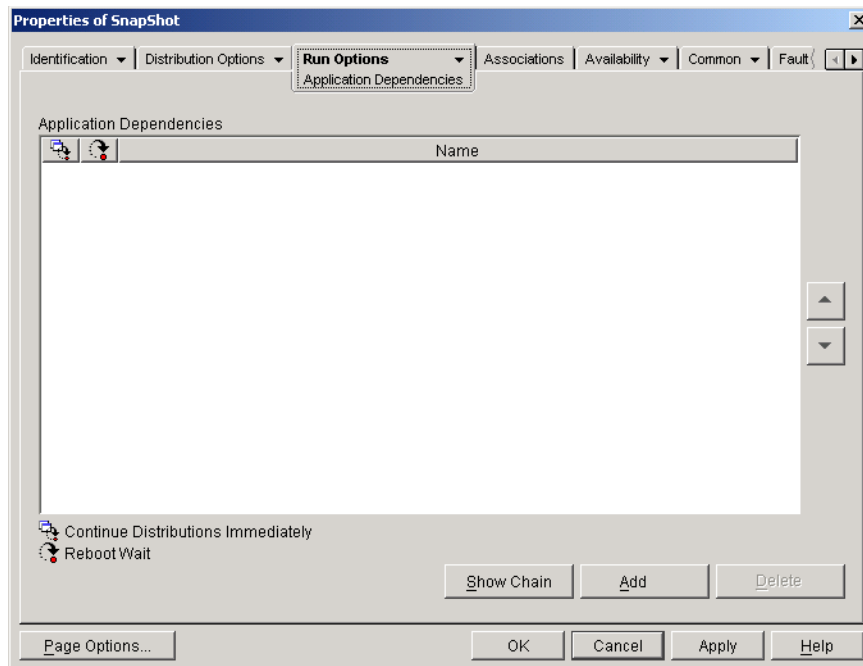 Properties of SnapShot
Identification Distribution Options Run Options Associations Availability Common Fault
Application Dependencies
Application Dependencies
Name
Continue Distributions Immediately
Reboot Wait
Show Chain Add Delete
Page Options... OK Cancel Apply Help